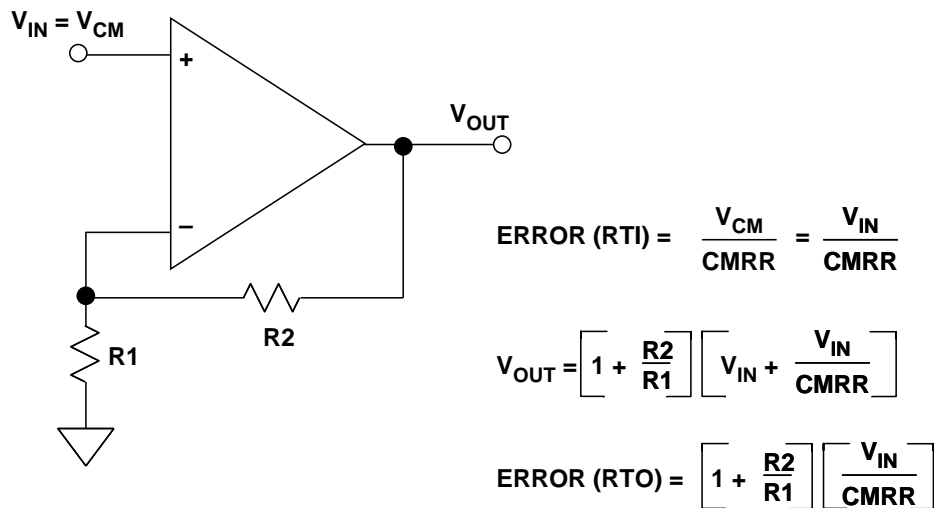 V_IN = V_CM
+
V_OUT
−
R2
R1
ERROR (RTI) = V_CM / CMRR = V_IN / CMRR
V_OUT = [1 + R2 / R1] [V_IN + V_IN / CMRR]
ERROR (RTO) = [1 + R2 / R1] [V_IN / CMRR]